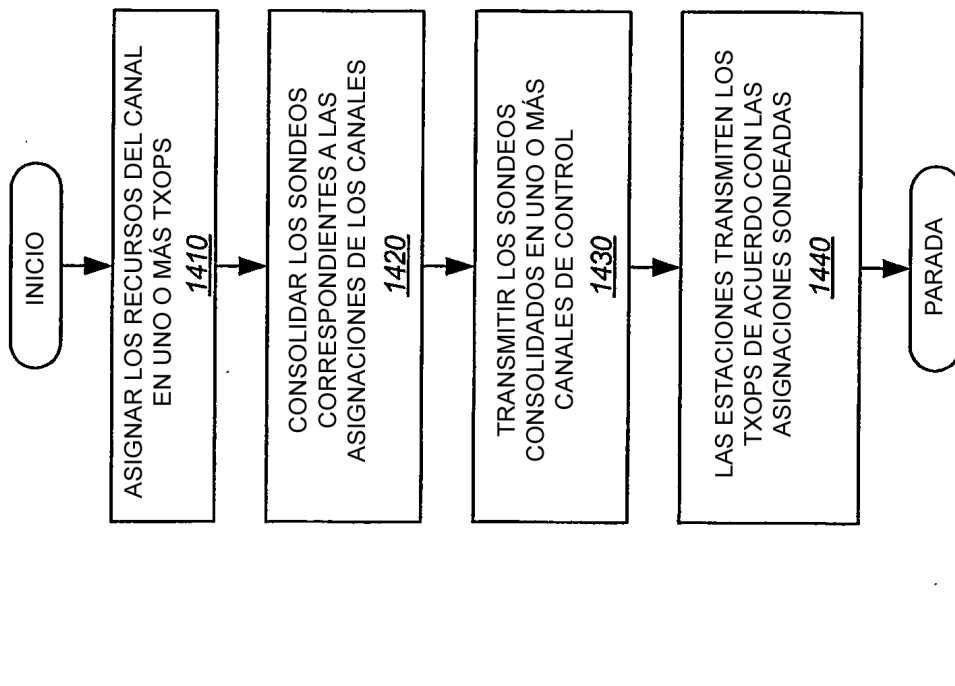 INICIO
ASIGNAR LOS RECURSOS DEL CANAL
EN UNO O MÁS TXOPS
1410
CONSOLIDAR LOS SONDEOS
CORRESPONDIENTES A LAS
ASIGNACIONES DE LOS CANALES
1420
TRANSMITIR LOS SONDEOS
CONSOLIDADOS EN UNO O MÁS
CANALES DE CONTROL
1430
LAS ESTACIONES TRANSMITEN LOS
TXOPS DE ACUERDO CON LAS
ASIGNACIONES SONDEADAS
1440
PARADA